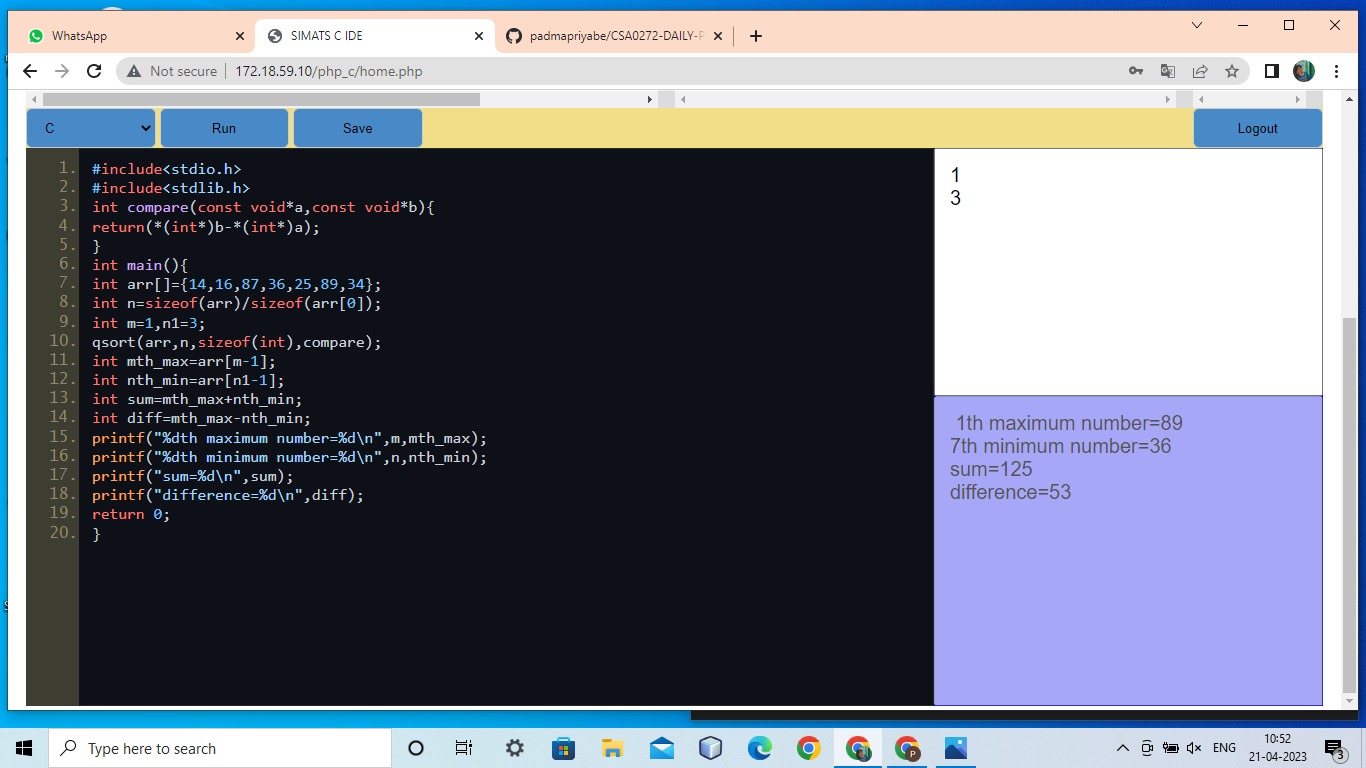 WhatsApp
SIMATS C IDE
padmapriyabe/CSA0272-DAILY-P
Not secure
172.18.59.10/php_c/home.php
C
Run
Save
Logout
1. #include<stdio.h>
2. #include<stdlib.h>
3. int compare(const void*a,const void*b){
4. return(*(int*)b-*(int*)a);
5. }
6. int main(){
7. int arr[]={14,16,87,36,25,89,34};
8. int n=sizeof(arr)/sizeof(arr[0]);
9. int m=1,n1=3;
10. qsort(arr,n,sizeof(int),compare);
11. int mth_max=arr[m-1];
12. int nth_min=arr[n1-1];
13. int sum=mth_max+nth_min;
14. int diff=mth_max-nth_min;
15. printf("%dth maximum number=%d\n",m,mth_max);
16. printf("%dth minimum number=%d\n",n,nth_min);
17. printf("sum=%d\n",sum);
18. printf("difference=%d\n",diff);
19. return 0;
20. }
1
3
1th maximum number=89
7th minimum number=36
sum=125
difference=53
Type here to search
P
ENG
10:52
21-04-2023
3